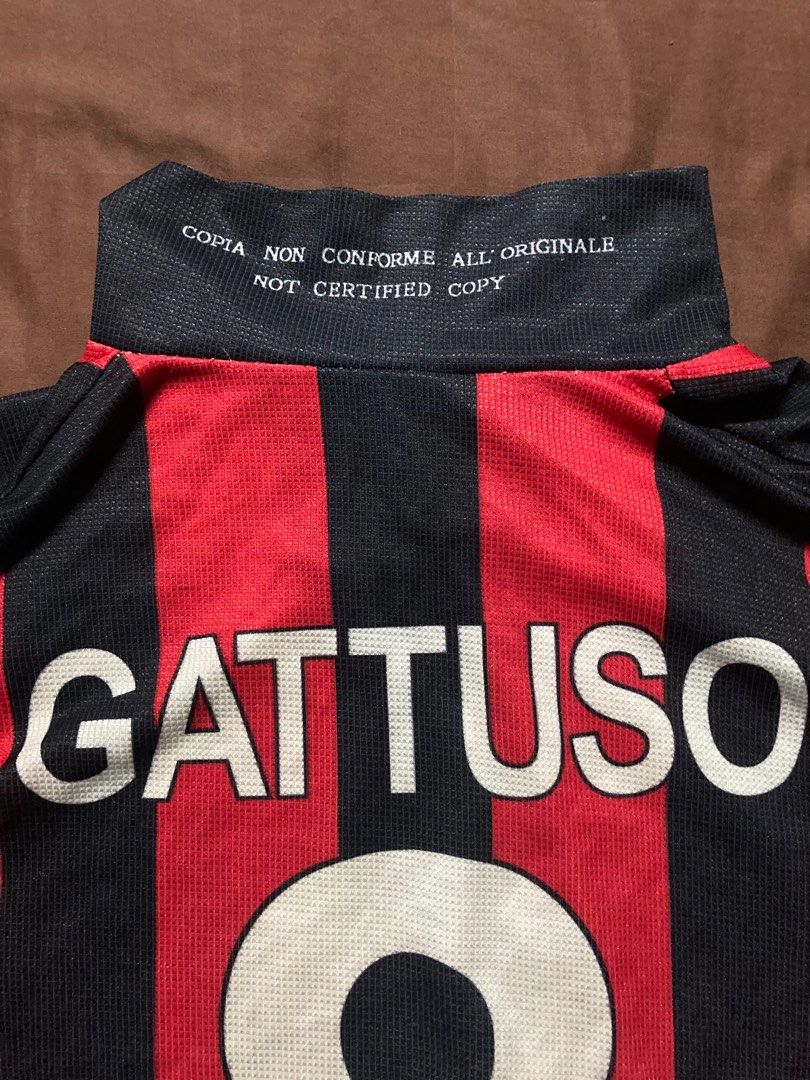 COPIA NON CONFORME ALL'ORIGINALE
NOT CERTIFIED COPY
GATTUSO